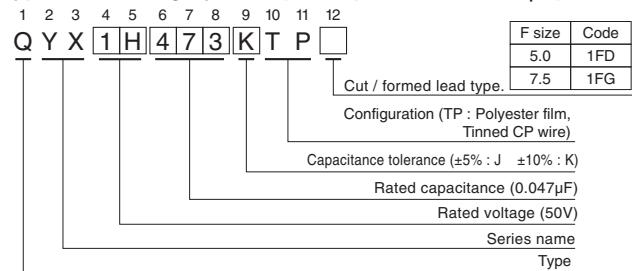 1 2 3 4 5 6 7 8 9 10 11 12
Q Y X 1 H 4 7 3 K T P
F size Code
5.0 1FD
7.5 1FG
Cut / formed lead type.
Configuration (TP : Polyester film,
Tinned CP wire)
Capacitance tolerance (±5% : J ±10% : K)
Rated capacitance (0.047µF)
Rated voltage (50V)
Series name
Type